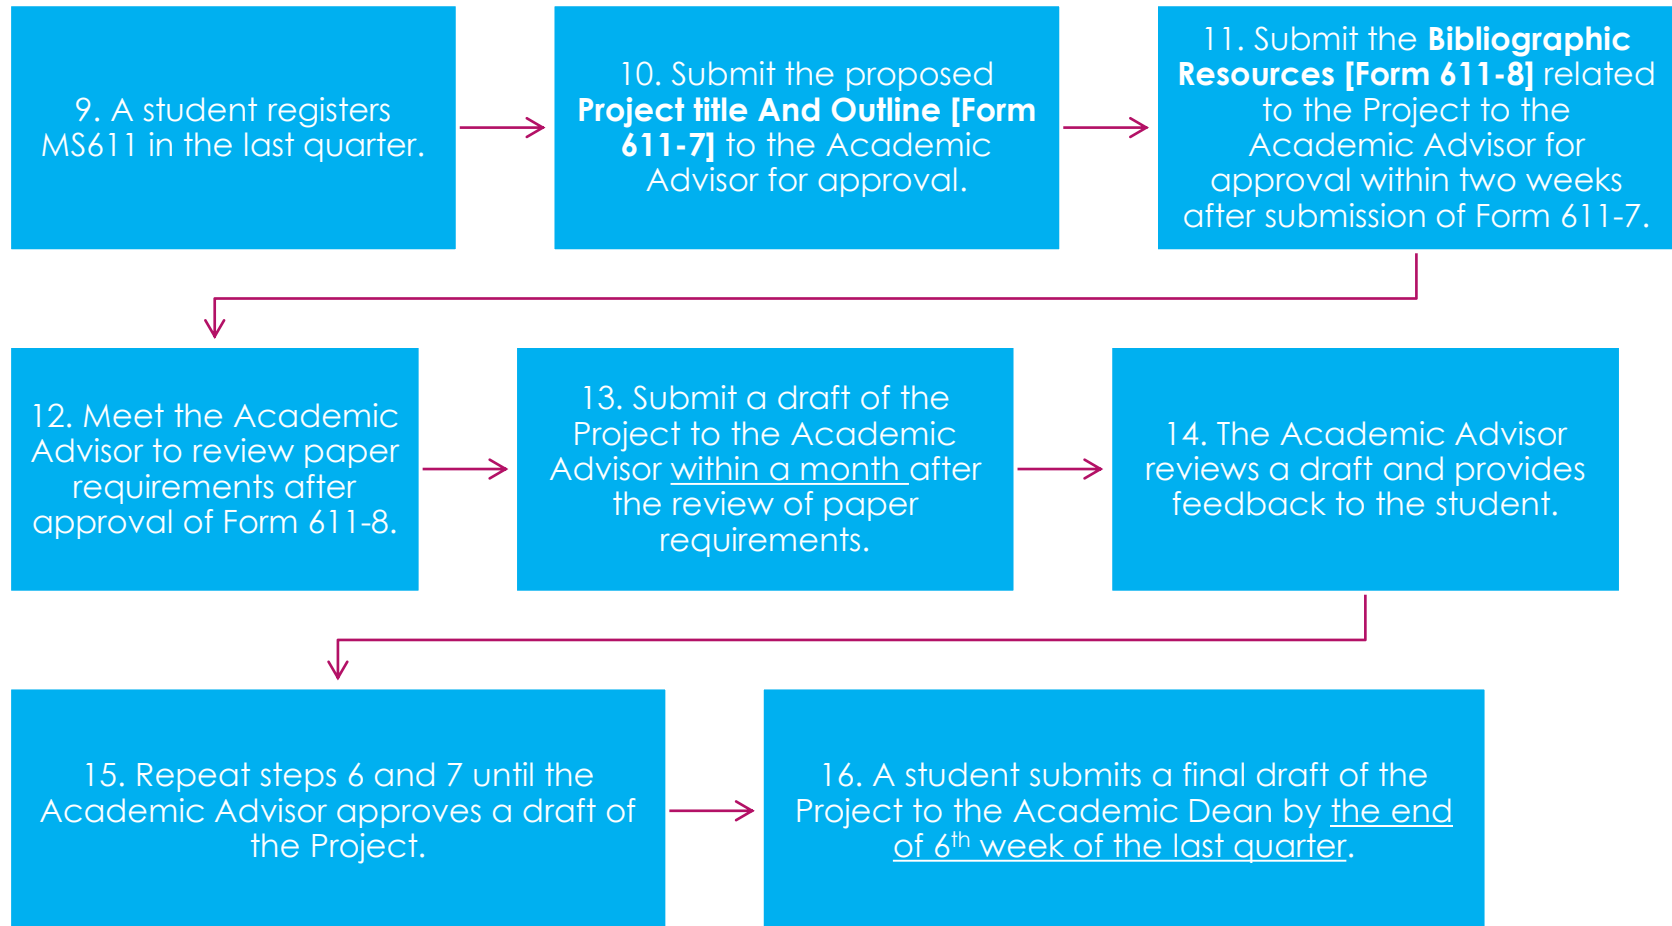 9. A student registers
MS611 in the last quarter.
10. Submit the proposed
Project title And Outline [Form
611-7] to the Academic
Advisor for approval.
11. Submit the Bibliographic
Resources [Form 611-8] related
to the Project to the
Academic Advisor for
approval within two weeks
after submission of Form 611-7.
12. Meet the Academic
Advisor to review paper
requirements after
approval of Form 611-8.
13. Submit a draft of the
Project to the Academic
Advisor within a month after
the review of paper
requirements.
14. The Academic Advisor
reviews a draft and provides
feedback to the student.
15. Repeat steps 6 and 7 until the
Academic Advisor approves a draft of
the Project.
16. A student submits a final draft of the
Project to the Academic Dean by the end
of 6th week of the last quarter.